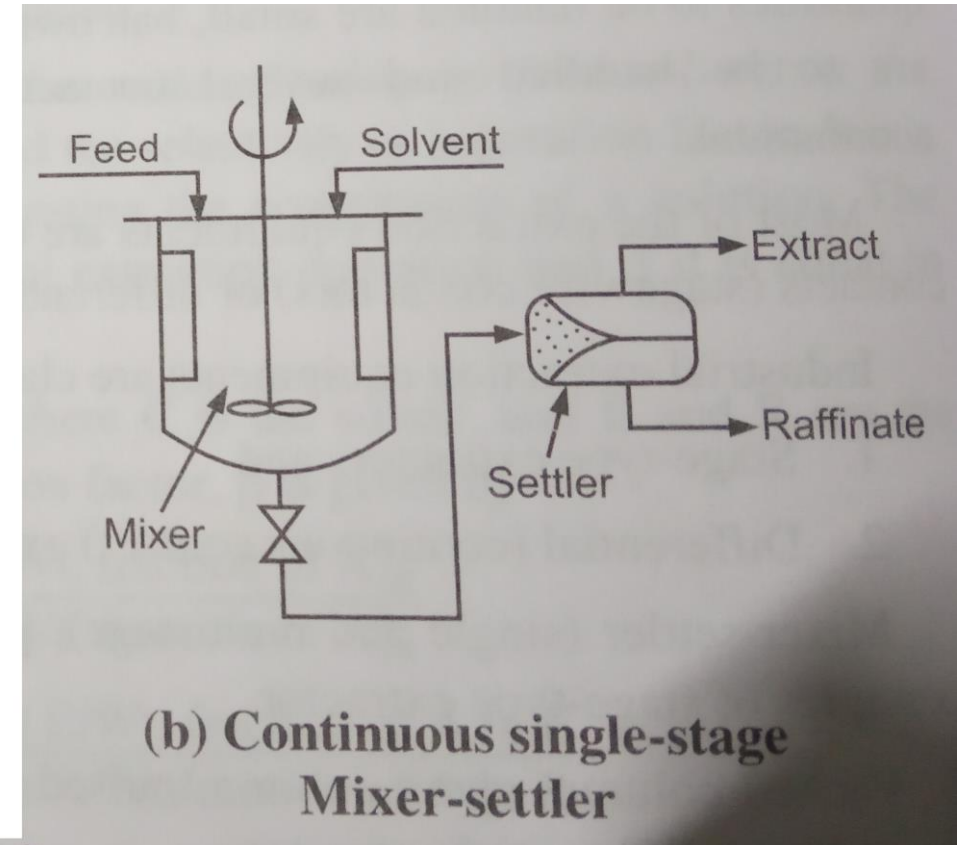 Feed
Solvent
Extract
Raffinate
Settler
Mixer
(b) Continuous single-stage
Mixer-settler